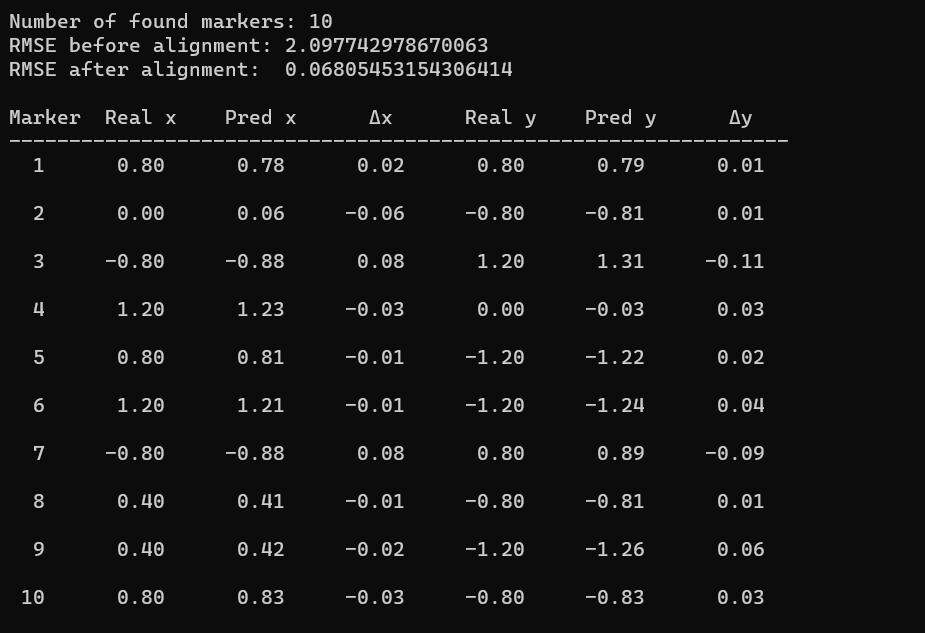 Number of found markers: 10
RMSE before alignment: 2.097742978670063
RMSE after alignment:  0.06805453154306414
Marker  Real x    Pred x      Δx      Real y    Pred y      Δy
-----------------------------------------------------------------
  1      0.80      0.78      0.02      0.80      0.79      0.01
  2      0.00      0.06     -0.06     -0.80     -0.81      0.01
  3     -0.80     -0.88      0.08      1.20      1.31     -0.11
  4      1.20      1.23     -0.03      0.00     -0.03      0.03
  5      0.80      0.81     -0.01     -1.20     -1.22      0.02
  6      1.20      1.21     -0.01     -1.20     -1.24      0.04
  7     -0.80     -0.88      0.08      0.80      0.89     -0.09
  8      0.40      0.41     -0.01     -0.80     -0.81      0.01
  9      0.40      0.42     -0.02     -1.20     -1.26      0.06
 10      0.80      0.83     -0.03     -0.80     -0.83      0.03